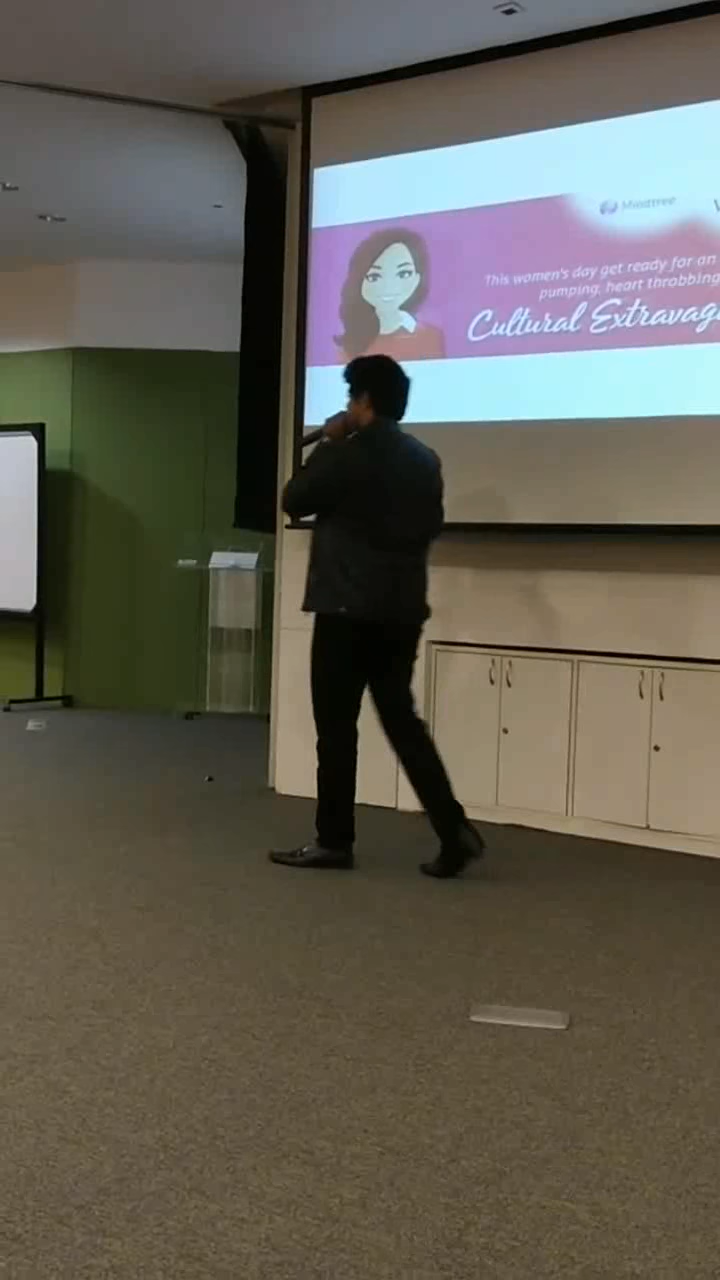 Mindtree
This women's day get ready for an
pumping, heart throbbing
Cultural Extravag